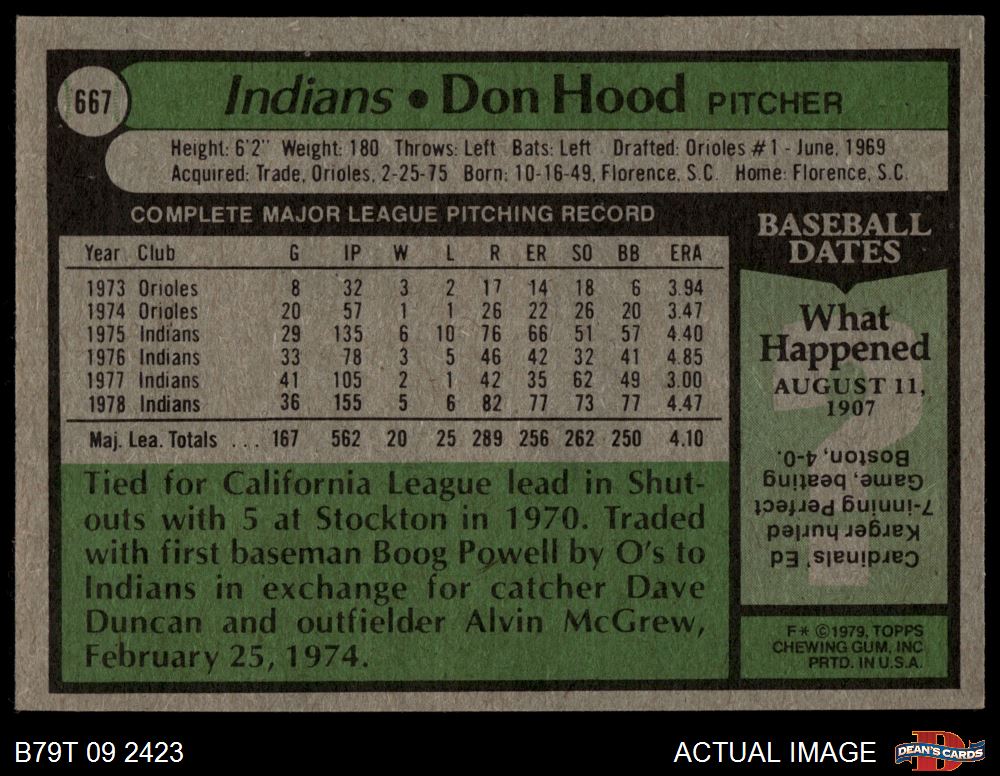 667
Indians • Don Hood PITCHER
Height: 6'2" Weight: 180 Throws: Left Bats: Left Drafted: Orioles #1 - June, 1969
Acquired: Trade, Orioles, 2-25-75 Born: 10-16-49, Florence, S.C. Home: Florence, S.C.
COMPLETE MAJOR LEAGUE PITCHING RECORD
Year Club G IP W L R ER SO BB ERA
1973 Orioles 8 32 3 2 17 14 18 6 3.94
1974 Orioles 20 57 1 1 26 22 26 20 3.47
1975 Indians 29 135 6 10 76 66 51 57 4.40
1976 Indians 33 78 3 5 46 42 32 41 4.85
1977 Indians 41 105 2 1 42 35 62 49 3.00
1978 Indians 36 155 5 6 82 77 73 77 4.47
Maj. Lea. Totals ... 167 562 20 25 289 256 262 250 4.10
Tied for California League lead in Shut-
outs with 5 at Stockton in 1970. Traded
with first baseman Boog Powell by O's to
Indians in exchange for catcher Dave
Duncan and outfielder Alvin McGrew,
February 25, 1974.
BASEBALL
DATES
What
Happened
AUGUST 11,
1907
Cardinals' Ed
Karger hurled
7-inning Perfect
Game, beating
Boston, 4-0.
F* ©1979, TOPPS
CHEWING GUM, INC
PRTD. IN U.S.A.
B79T 09 2423
ACTUAL IMAGE
DEAN'S CARDS